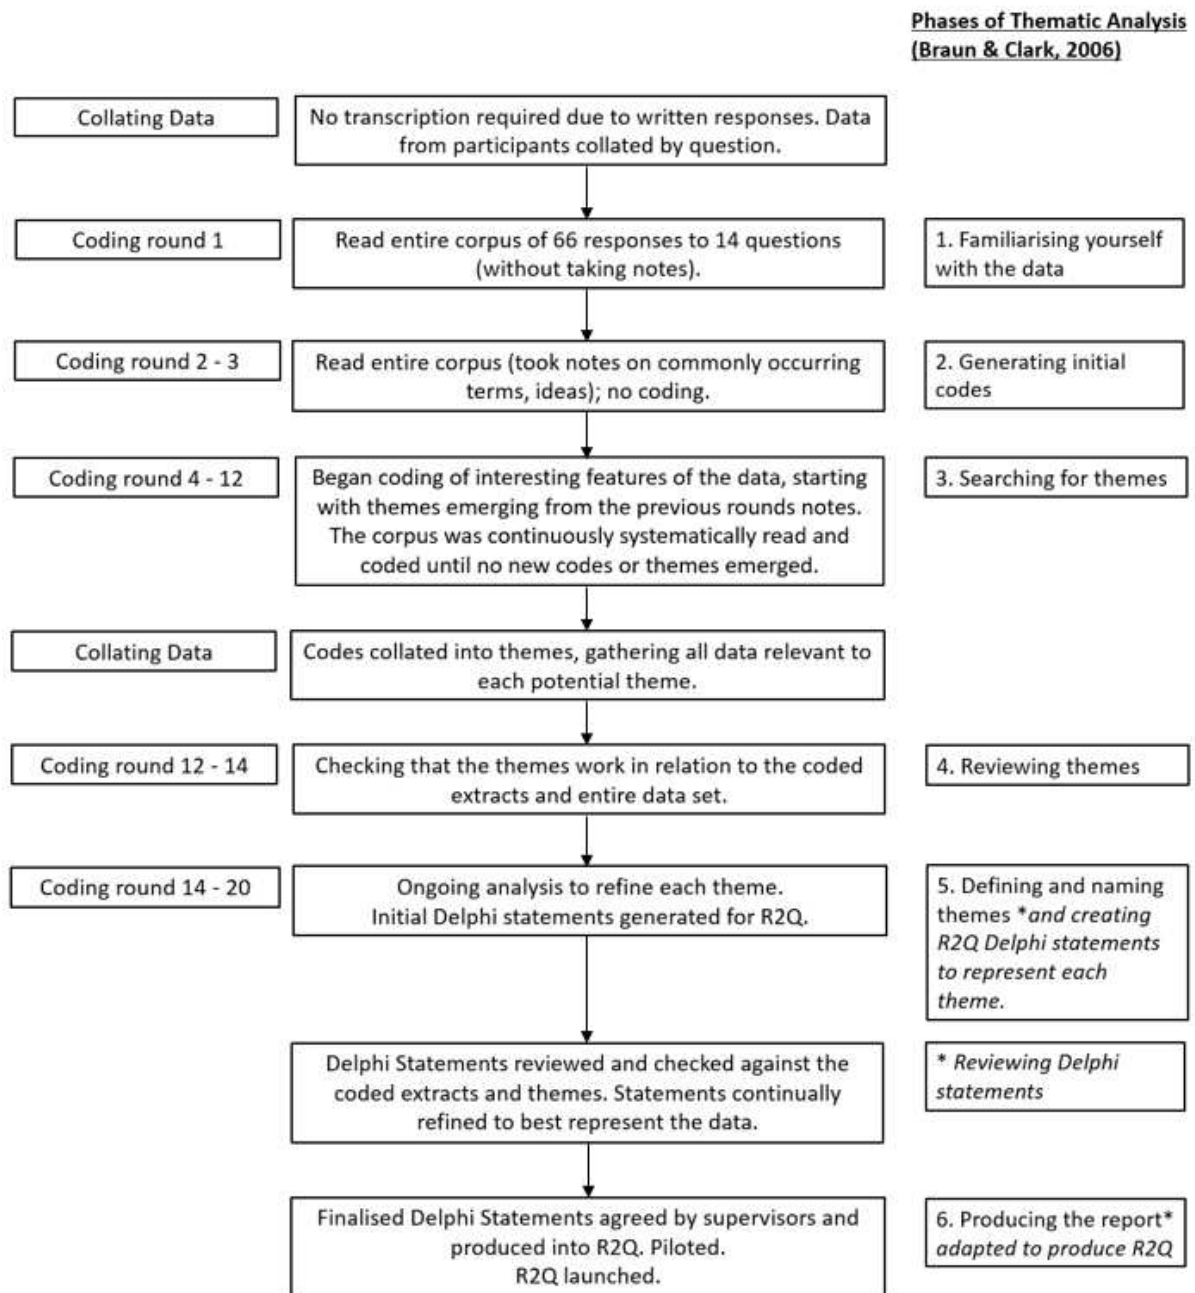 Phases of Thematic Analysis
(Braun & Clark, 2006)
Collating Data
No transcription required due to written responses. Data
from participants collated by question.
Coding round 1
Read entire corpus of 66 responses to 14 questions
(without taking notes).
1. Familiarising yourself
with the data
Coding round 2 - 3
Read entire corpus (took notes on commonly occurring
terms, ideas); no coding.
2. Generating initial
codes
Coding round 4 - 12
Began coding of interesting features of the data, starting
with themes emerging from the previous rounds notes.
The corpus was continuously systematically read and
coded until no new codes or themes emerged.
3. Searching for themes
Collating Data
Codes collated into themes, gathering all data relevant to
each potential theme.
Coding round 12 - 14
Checking that the themes work in relation to the coded
extracts and entire data set.
4. Reviewing themes
Coding round 14 - 20
Ongoing analysis to refine each theme.
Initial Delphi statements generated for R2Q.
5. Defining and naming
themes *and creating
R2Q Delphi statements
to represent each
theme.
Delphi Statements reviewed and checked against the
coded extracts and themes. Statements continually
refined to best represent the data.
* Reviewing Delphi
statements
Finalised Delphi Statements agreed by supervisors and
produced into R2Q. Piloted.
R2Q launched.
6. Producing the report*
adapted to produce R2Q